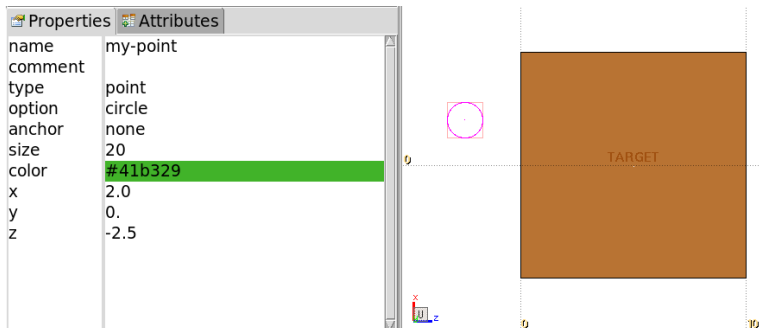 Properties Attributes
name my-point
comment
type point
option circle
anchor none
size 20
color #41b329
x 2.0
y 0.
z -2.5
TARGET
0
x
U
z
0
10